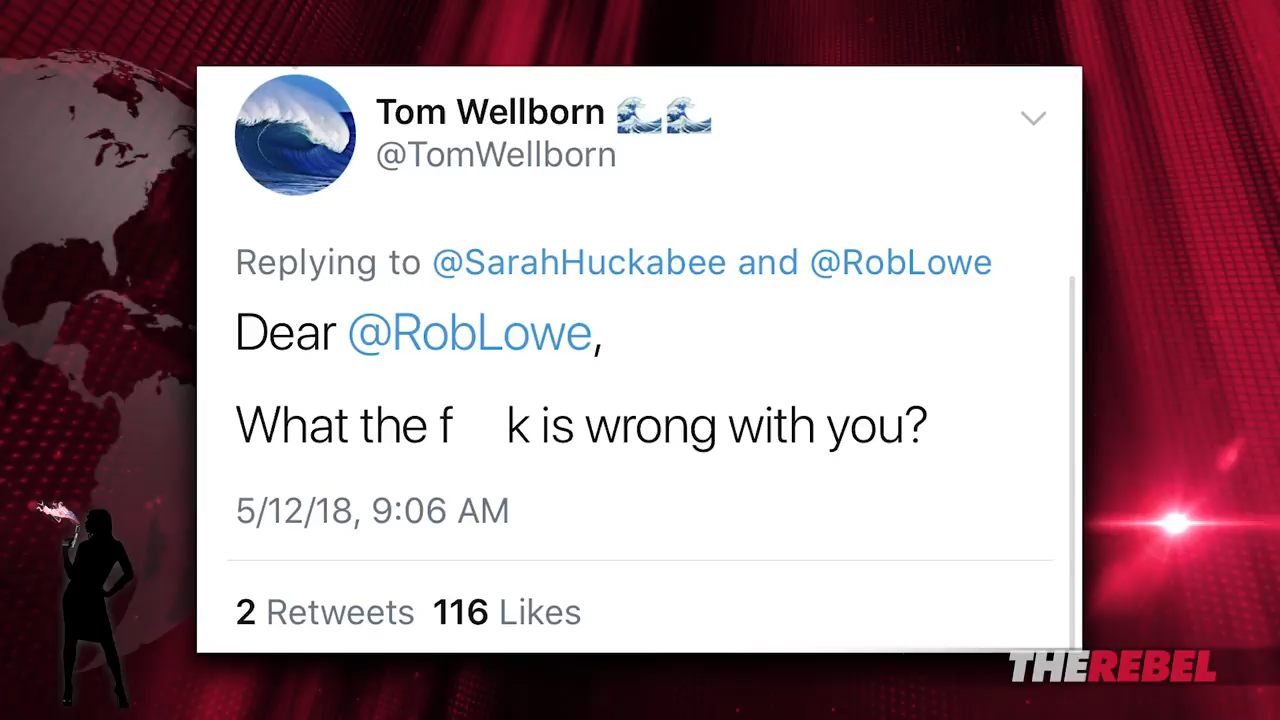 Tom Wellborn 🌊🌊
@TomWellborn
Replying to @SarahHuckabee and @RobLowe
Dear @RobLowe,
What the f k is wrong with you?
5/12/18, 9:06 AM
2 Retweets 116 Likes
THEREBEL